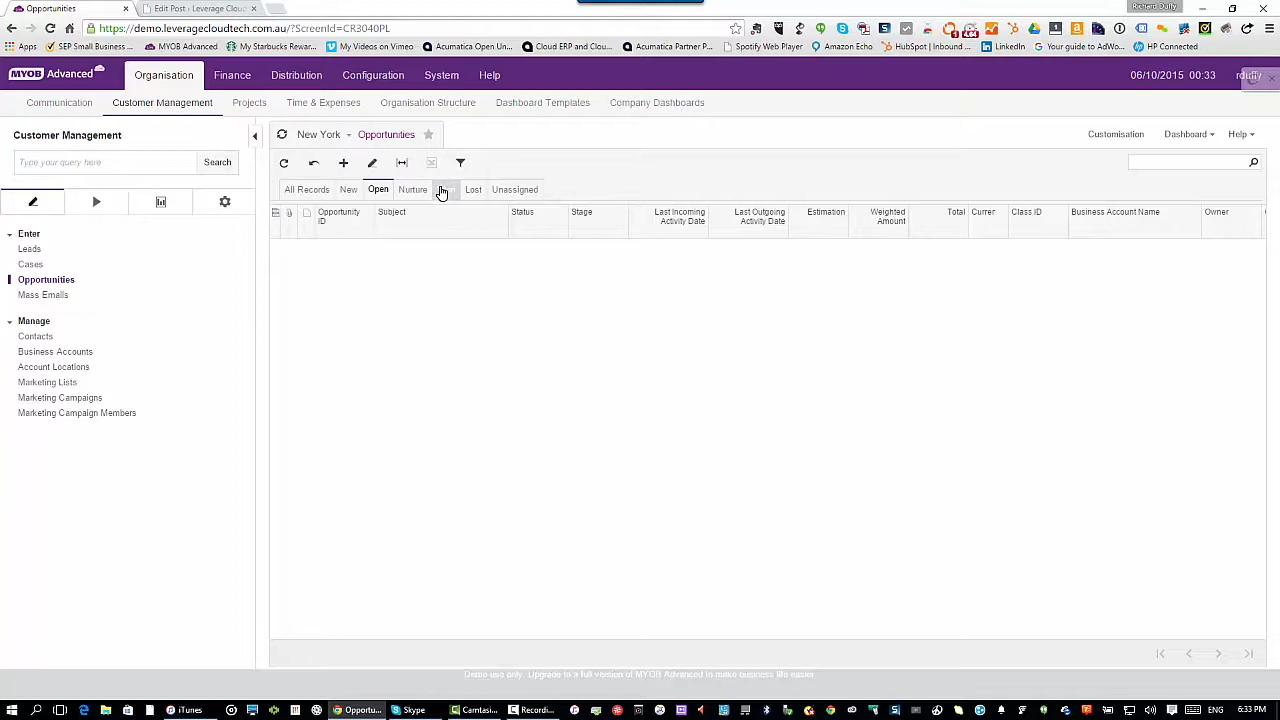 Opportunities × Edit Post ‹ Leverage Cloud ×
Richard Duffy
https://demo.leveragecloudtech.com.au/?ScreenId=CR3040PL
Apps SEP Small Business ... MYOB Advanced My Startup & Resear... My Videos on Vimeo Acumatica Open Un... Cloud ERP and Clou... Acumatica Partner P... Spotify Web Player Amazon Echo HubSpot | Inbound ... LinkedIn Your guide to AdWo... HP Connected
MYOB Advanced Organisation Finance Distribution Configuration System Help 06/10/2015 00:33 rduffy
Communication Customer Management Projects Time & Expenses Organisation Structure Dashboard Templates Company Dashboards
Customer Management
New York Opportunities
Customisation Dashboard Help
Type your query here Search
All Records New Open Nurture Lost Unassigned
Opportunity ID Subject Status Stage Last Incoming Activity Date Last Outgoing Activity Date Estimation Weighted Amount Total Currer Class ID Business Account Name Owner
Enter
Leads
Cases
Opportunities
Mass Emails
Manage
Contacts
Business Accounts
Account Locations
Marketing Lists
Marketing Campaigns
Marketing Campaign Members
Demo use only. Upgrade to a full version of MYOB Advanced to make business life easier.
iTunes Opportu... Skype Camtasi... Recordi... ENG 6:33 PM